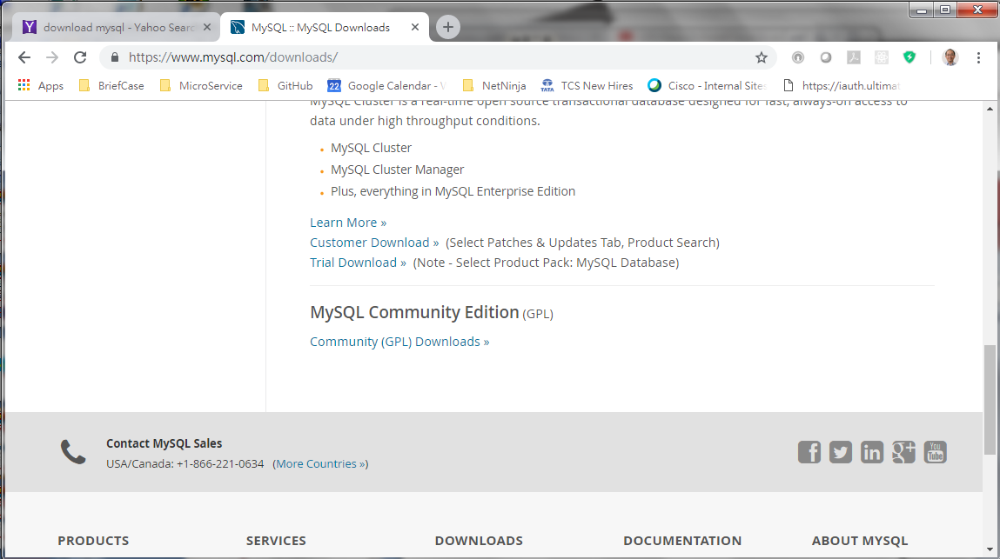 download mysql - Yahoo Searc
MySQL :: MySQL Downloads
https://www.mysql.com/downloads/
Apps BriefCase MicroService GitHub 22 Google Calendar - NetNinja TATA TCS New Hires Cisco - Internal Site https://iauth.ultima
MySQL Cluster is a real-time open source transactional database designed for fast, always-on access to
data under high throughput conditions.
MySQL Cluster
MySQL Cluster Manager
Plus, everything in MySQL Enterprise Edition
Learn More »
Customer Download » (Select Patches & Updates Tab, Product Search)
Trial Download » (Note - Select Product Pack: MySQL Database)
MySQL Community Edition (GPL)
Community (GPL) Downloads »
Contact MySQL Sales
USA/Canada: +1-866-221-0634 (More Countries »)
You Tube
PRODUCTS SERVICES DOWNLOADS DOCUMENTATION ABOUT MYSQL